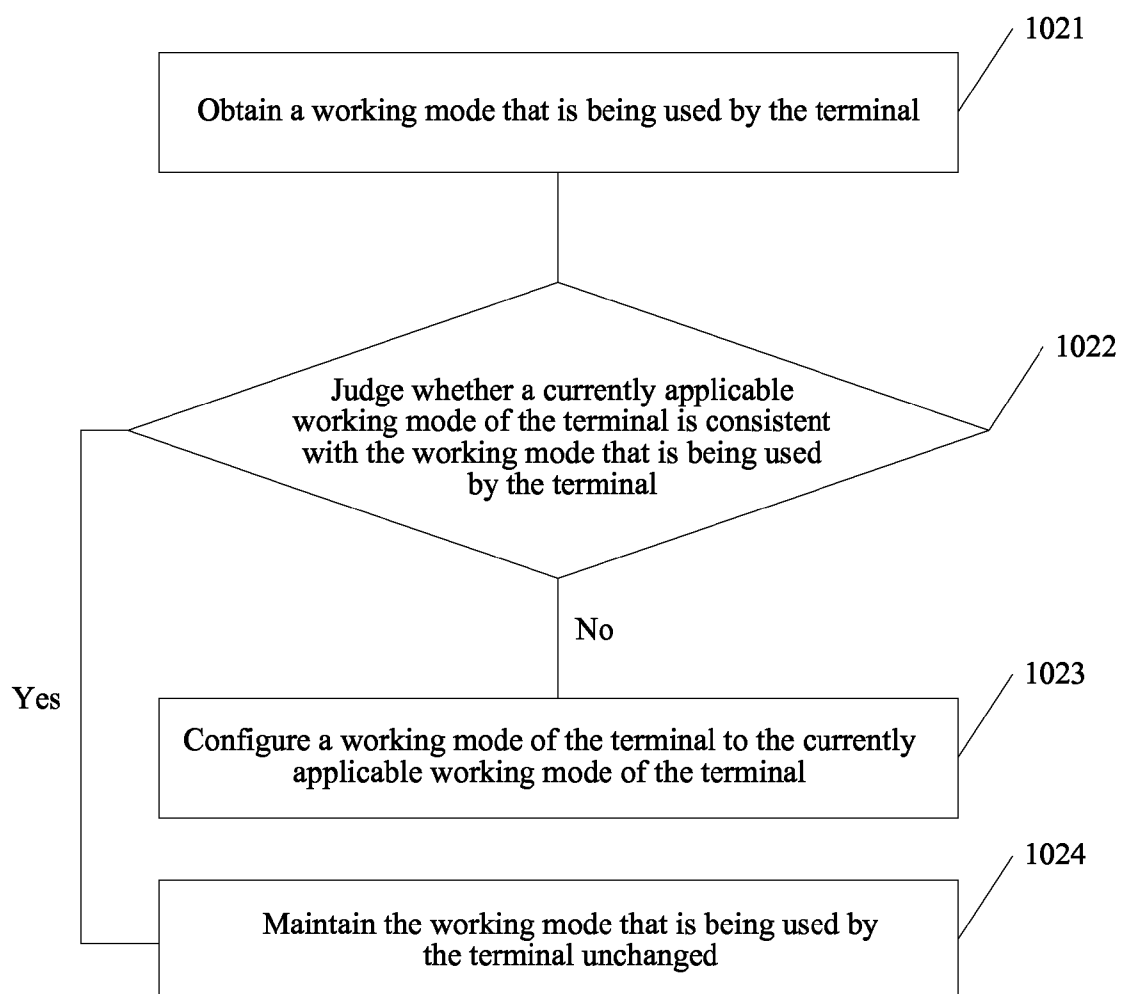 1021
Obtain a working mode that is being used by the terminal
1022
Judge whether a currently applicable
working mode of the terminal is consistent
with the working mode that is being used
by the terminal
No
Yes
1023
Configure a working mode of the terminal to the currently
applicable working mode of the terminal
1024
Maintain the working mode that is being used by
the terminal unchanged